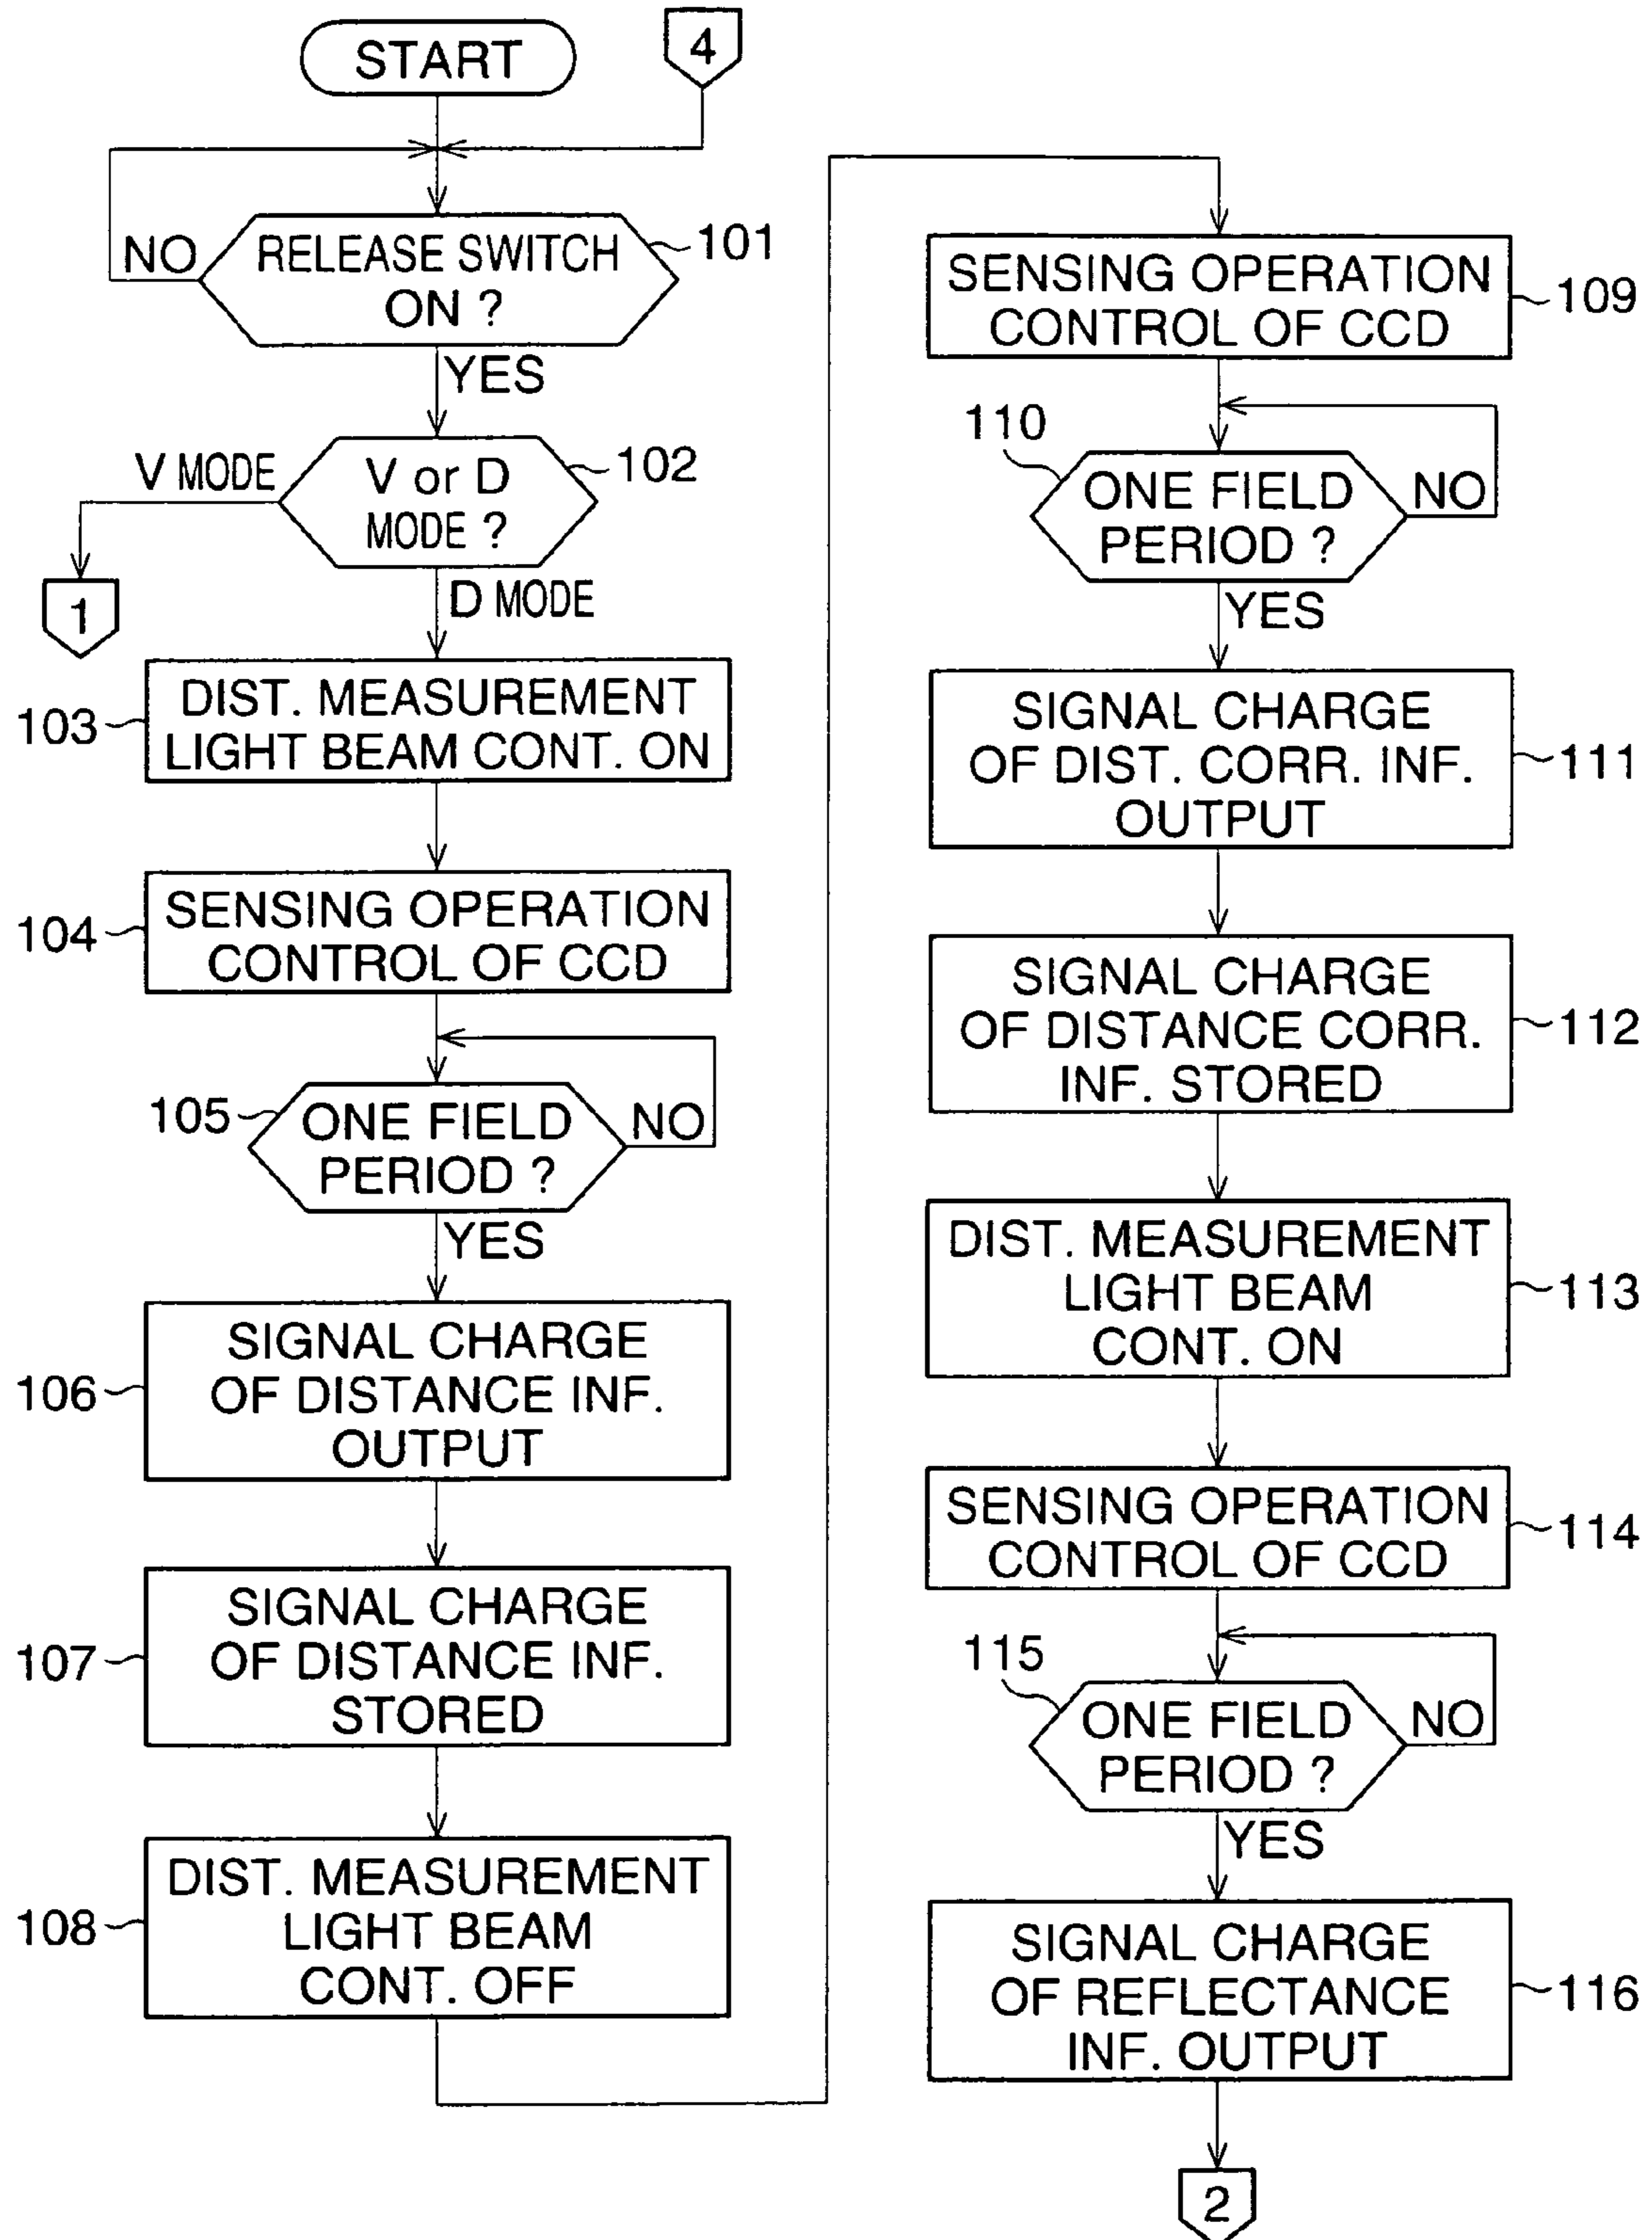 START
4
RELEASE SWITCH
ON ?
101
NO
YES
V or D
MODE ?
102
V MODE
1
D MODE
DIST. MEASUREMENT
LIGHT BEAM CONT. ON
103
SENSING OPERATION
CONTROL OF CCD
104
ONE FIELD
PERIOD ?
105
NO
YES
SIGNAL CHARGE
OF DISTANCE INF.
OUTPUT
106
SIGNAL CHARGE
OF DISTANCE INF.
STORED
107
DIST. MEASUREMENT
LIGHT BEAM
CONT. OFF
108
SENSING OPERATION
CONTROL OF CCD
109
110
ONE FIELD
PERIOD ?
NO
YES
SIGNAL CHARGE
OF DIST. CORR. INF.
OUTPUT
111
SIGNAL CHARGE
OF DISTANCE CORR.
INF. STORED
112
DIST. MEASUREMENT
LIGHT BEAM
CONT. ON
113
SENSING OPERATION
CONTROL OF CCD
114
115
ONE FIELD
PERIOD ?
NO
YES
SIGNAL CHARGE
OF REFLECTANCE
INF. OUTPUT
116
2